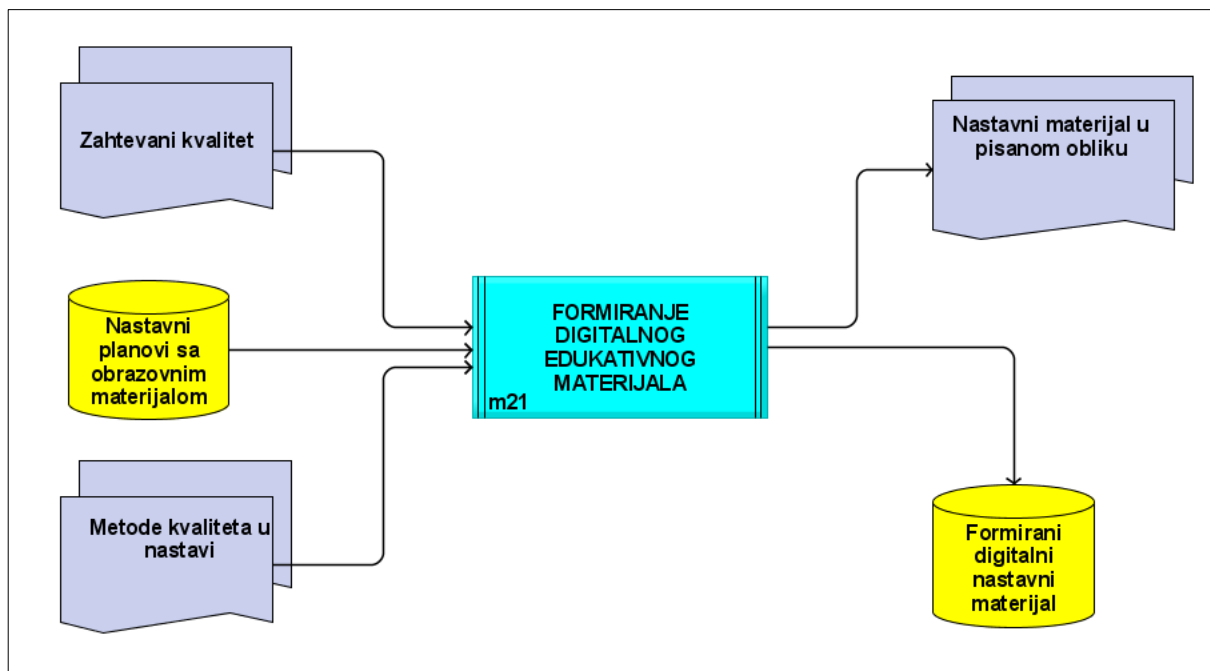 Zahtevani kvalitet
Nastavni
planovi sa
obrazovnim
materijalom
Metode kvaliteta u
nastavi
FORMIRANJE
DIGITALNOG
EDUKATIVNOG
MATERIJALA
m21
Nastavni materijal u
pisanom obliku
Formirani
digitalni
nastavni
materijal